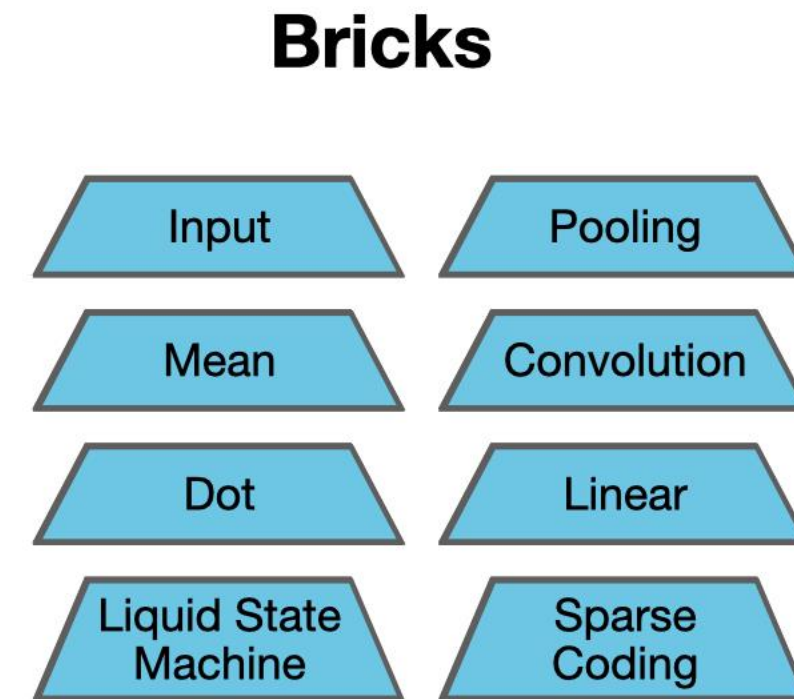 Bricks
Input
Pooling
Mean
Convolution
Dot
Linear
Liquid State
Machine
Sparse
Coding